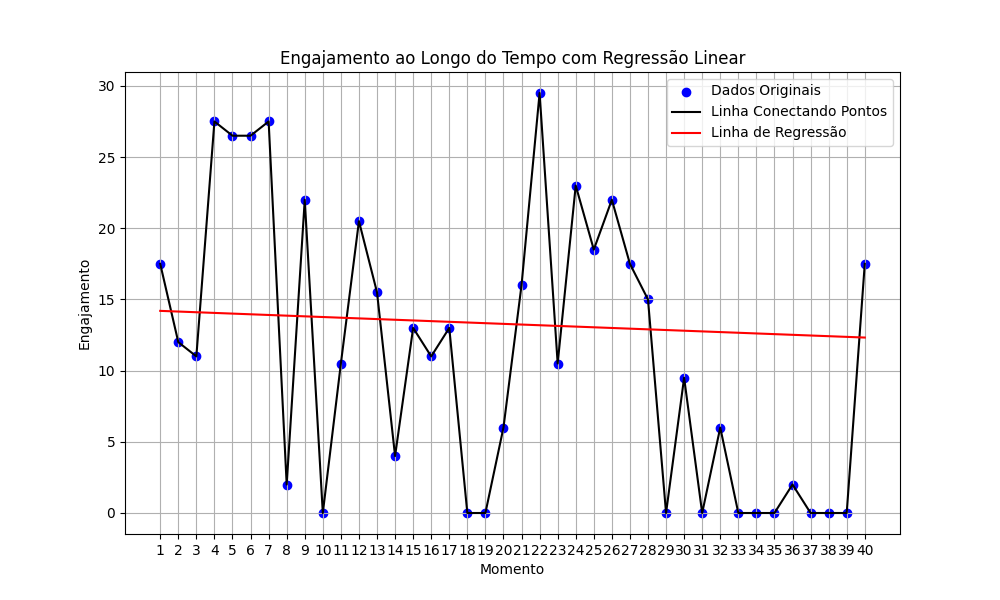 Engajamento ao Longo do Tempo com Regressão Linear
Dados Originais
Linha Conectando Pontos
Linha de Regressão
30
25
20
15
10
5
0
Engajamento
1 2 3 4 5 6 7 8 9 10 11 12 13 14 15 16 17 18 19 20 21 22 23 24 25 26 27 28 29 30 31 32 33 34 35 36 37 38 39 40
Momento